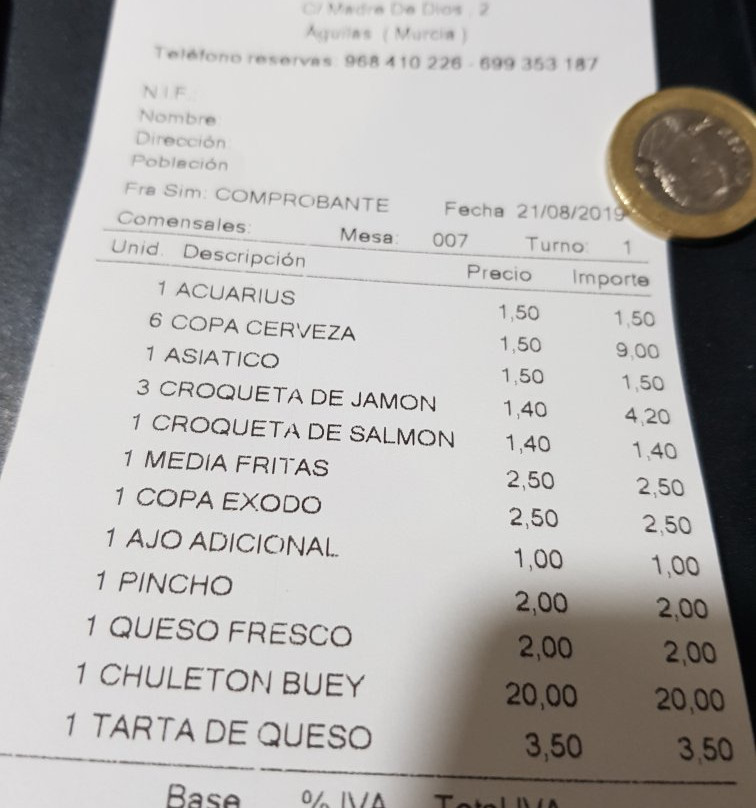 C/ Madre De Dios, 2
Aguilas ( Murcia )
Teléfono reservas: 968 410 226 - 699 353 187
N.I.F.:
Nombre:
Dirección
Población
Fra Sim: COMPROBANTE Fecha 21/08/2019
Comensales: Mesa: 007 Turno: 1
Unid. Descripción Precio Importe
1 ACUARIUS 1,50 1,50
6 COPA CERVEZA 1,50 9,00
1 ASIATICO 1,50 1,50
3 CROQUETA DE JAMON 1,40 4,20
1 CROQUETA DE SALMON 1,40 1,40
1 MEDIA FRITAS 2,50 2,50
1 COPA EXODO 2,50 2,50
1 AJO ADICIONAL 1,00 1,00
1 PINCHO 2,00 2,00
1 QUESO FRESCO 2,00 2,00
1 CHULETON BUEY 20,00 20,00
1 TARTA DE QUESO 3,50 3,50
Base % IVA Total IVA